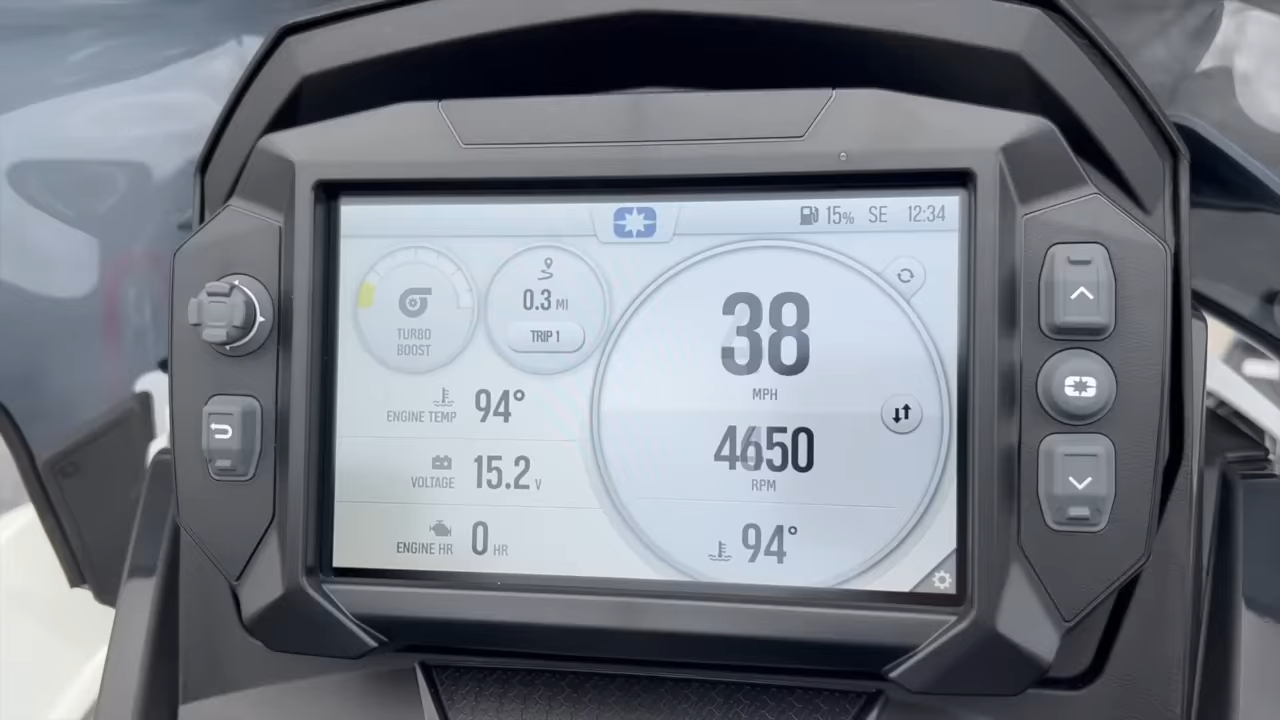 15% SE 12:34
TURBO
BOOST
0.3 MI
TRIP 1
ENGINE TEMP 94°
VOLTAGE 15.2 V
ENGINE HR 0 HR
38
MPH
4650
RPM
94°